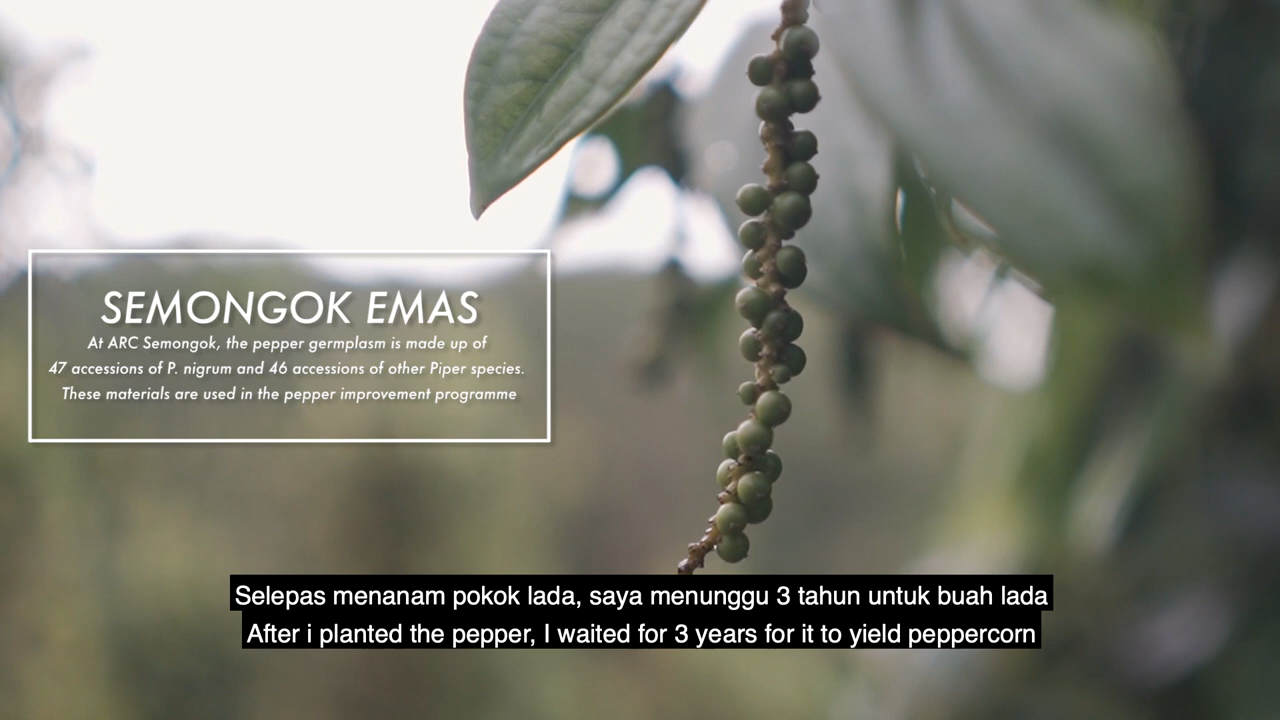 SEMONGOK EMAS
At ARC Semongok, the pepper germplasm is made up of
47 accessions of P. nigrum and 46 accessions of other Piper species.
These materials are used in the pepper improvement programme
Selepas menanam pokok lada, saya menunggu 3 tahun untuk buah lada
After i planted the pepper, I waited for 3 years for it to yield peppercorn